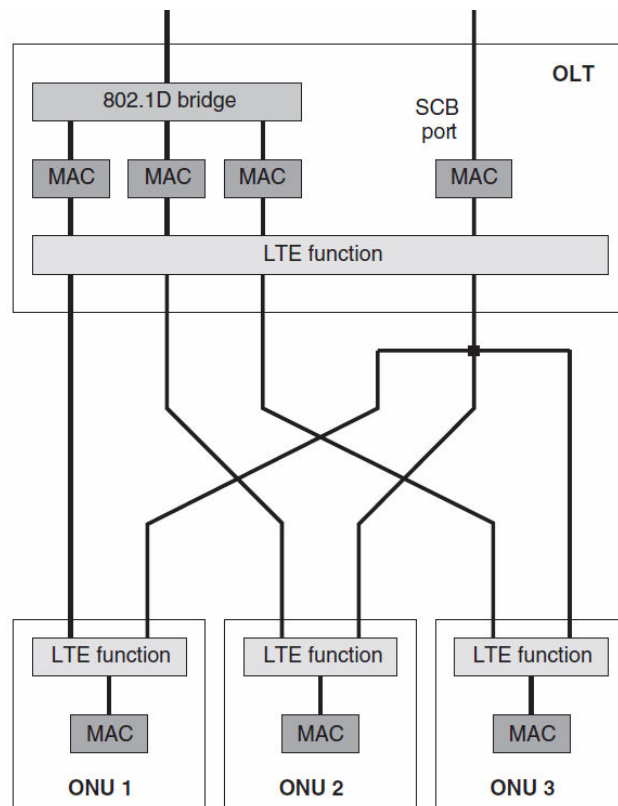 OLT
802.1D bridge
SCB
port
MAC
MAC
MAC
MAC
LTE function
LTE function
LTE function
LTE function
MAC
MAC
MAC
ONU 1
ONU 2
ONU 3